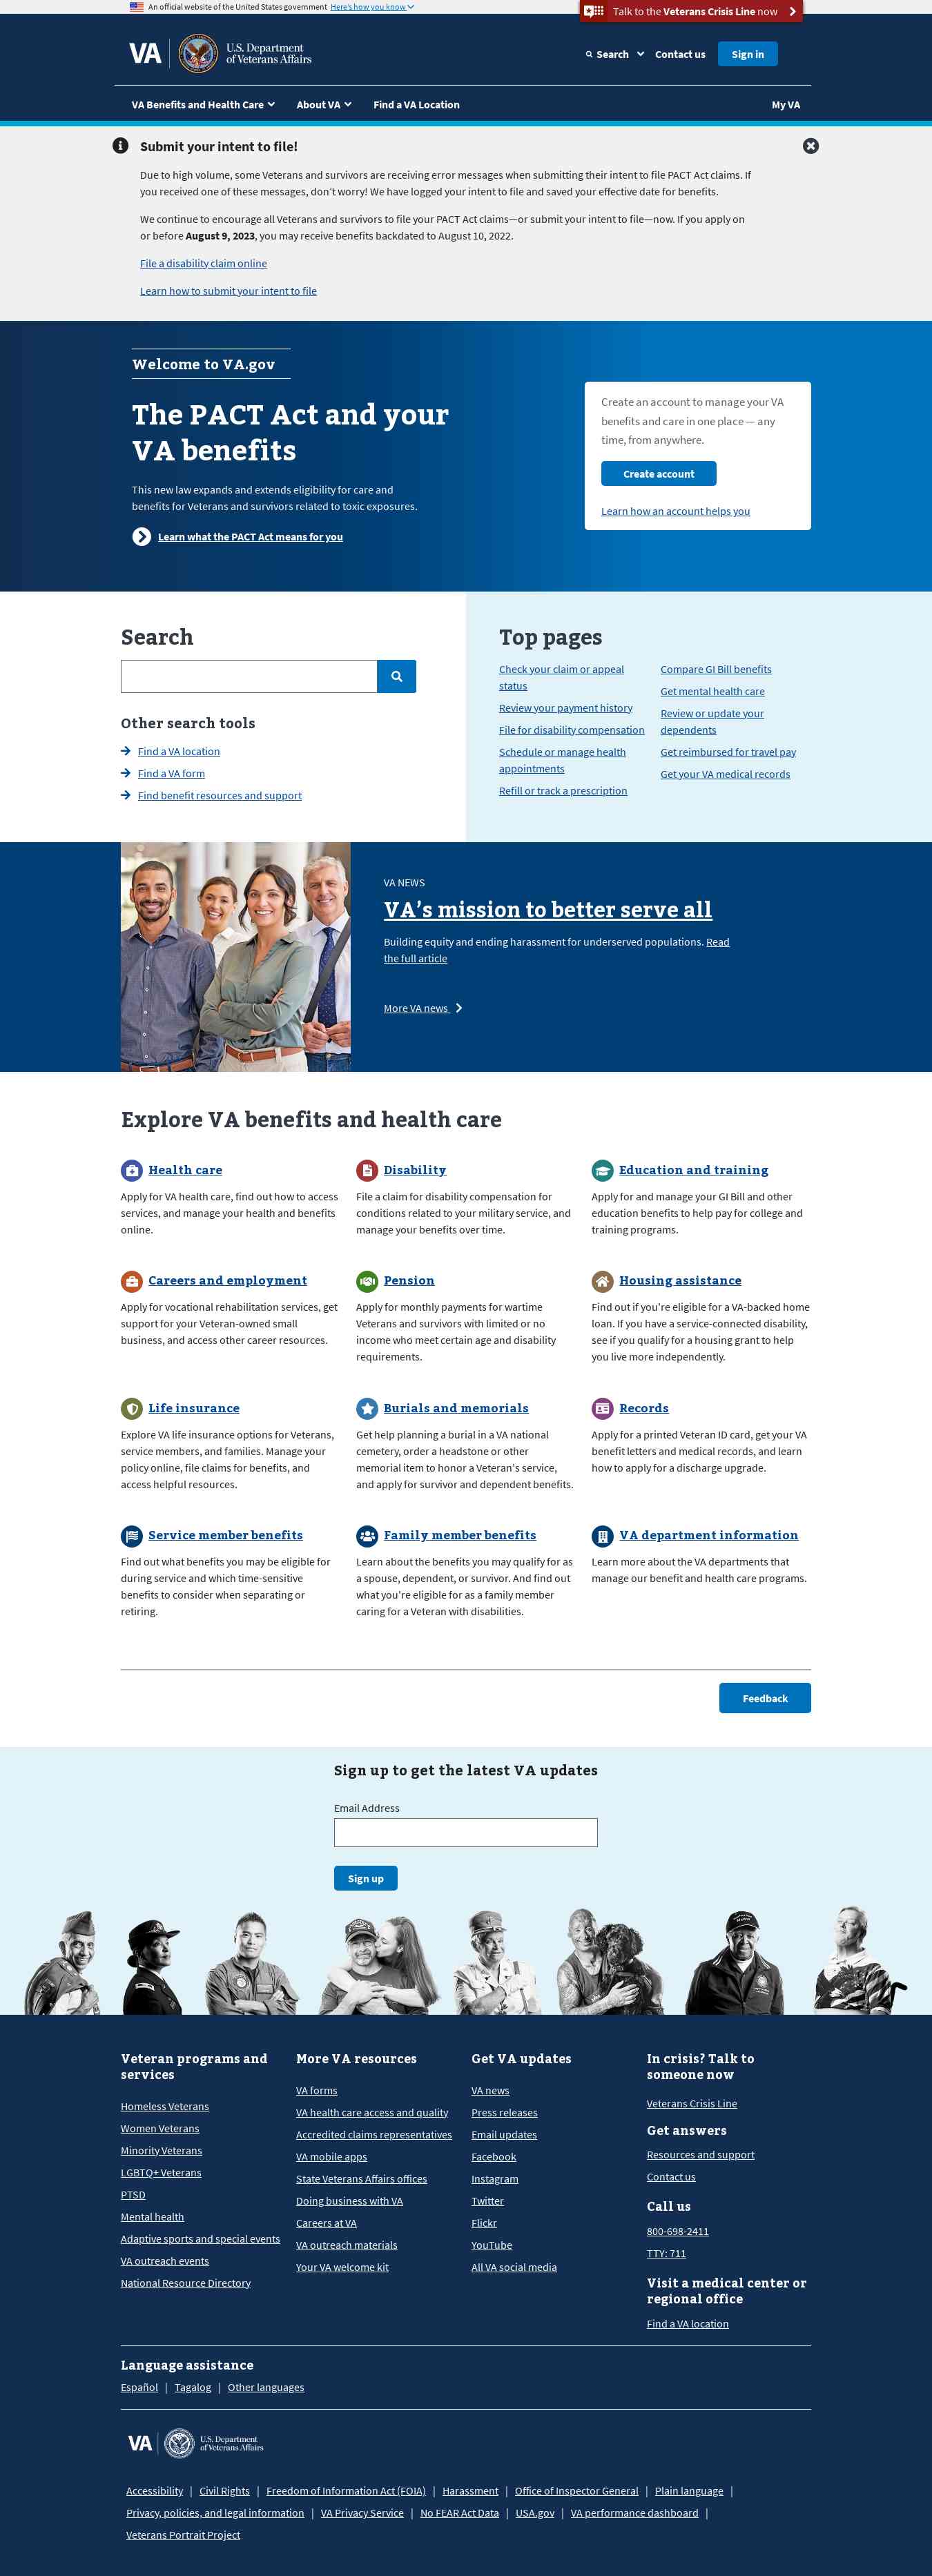 An official website of the United States government Here's how you know
Talk to the Veterans Crisis Line now
VA
U.S. Department
of Veterans Affairs
Search
Contact us
Sign in
VA Benefits and Health Care
About VA
Find a VA Location
My VA
Submit your intent to file!
Due to high volume, some Veterans and survivors are receiving error messages when submitting their intent to file PACT Act claims. If
you received one of these messages, don't worry! We have logged your intent to file and saved your effective date for benefits.
We continue to encourage all Veterans and survivors to file your PACT Act claims—or submit your intent to file—now. If you apply on
or before August 9, 2023, you may receive benefits backdated to August 10, 2022.
File a disability claim online
Learn how to submit your intent to file
Welcome to VA.gov
The PACT Act and your
VA benefits
This new law expands and extends eligibility for care and
benefits for Veterans and survivors related to toxic exposures.
Learn what the PACT Act means for you
Create an account to manage your VA
benefits and care in one place — any
time, from anywhere.
Create account
Learn how an account helps you
Search
Other search tools
Find a VA location
Find a VA form
Find benefit resources and support
Top pages
Check your claim or appeal
status
Review your payment history
File for disability compensation
Schedule or manage health
appointments
Refill or track a prescription
Compare GI Bill benefits
Get mental health care
Review or update your
dependents
Get reimbursed for travel pay
Get your VA medical records
VA NEWS
VA's mission to better serve all
Building equity and ending harassment for underserved populations. Read
the full article
More VA news
Explore VA benefits and health care
Health care
Apply for VA health care, find out how to access
services, and manage your health and benefits
online.
Disability
File a claim for disability compensation for
conditions related to your military service, and
manage your benefits over time.
Education and training
Apply for and manage your GI Bill and other
education benefits to help pay for college and
training programs.
Careers and employment
Apply for vocational rehabilitation services, get
support for your Veteran-owned small
business, and access other career resources.
Pension
Apply for monthly payments for wartime
Veterans and survivors with limited or no
income who meet certain age and disability
requirements.
Housing assistance
Find out if you're eligible for a VA-backed home
loan. If you have a service-connected disability,
see if you qualify for a housing grant to help
you live more independently.
Life insurance
Explore VA life insurance options for Veterans,
service members, and families. Manage your
policy online, file claims for benefits, and
access helpful resources.
Burials and memorials
Get help planning a burial in a VA national
cemetery, order a headstone or other
memorial item to honor a Veteran's service,
and apply for survivor and dependent benefits.
Records
Apply for a printed Veteran ID card, get your VA
benefit letters and medical records, and learn
how to apply for a discharge upgrade.
Service member benefits
Find out what benefits you may be eligible for
during service and which time-sensitive
benefits to consider when separating or
retiring.
Family member benefits
Learn about the benefits you may qualify for as
a spouse, dependent, or survivor. And find out
what you're eligible for as a family member
caring for a Veteran with disabilities.
VA department information
Learn more about the VA departments that
manage our benefit and health care programs.
Feedback
Sign up to get the latest VA updates
Email Address
Sign up
Veteran programs and
services
Homeless Veterans
Women Veterans
Minority Veterans
LGBTQ+ Veterans
PTSD
Mental health
Adaptive sports and special events
VA outreach events
National Resource Directory
More VA resources
VA forms
VA health care access and quality
Accredited claims representatives
VA mobile apps
State Veterans Affairs offices
Doing business with VA
Careers at VA
VA outreach materials
Your VA welcome kit
Get VA updates
VA news
Press releases
Email updates
Facebook
Instagram
Twitter
Flickr
YouTube
All VA social media
In crisis? Talk to
someone now
Veterans Crisis Line
Get answers
Resources and support
Contact us
Call us
800-698-2411
TTY: 711
Visit a medical center or
regional office
Find a VA location
Language assistance
Español | Tagalog | Other languages
VA
U.S. Department
of Veterans Affairs
Accessibility | Civil Rights | Freedom of Information Act (FOIA) | Harassment | Office of Inspector General | Plain language |
Privacy, policies, and legal information | VA Privacy Service | No FEAR Act Data | USA.gov | VA performance dashboard |
Veterans Portrait Project